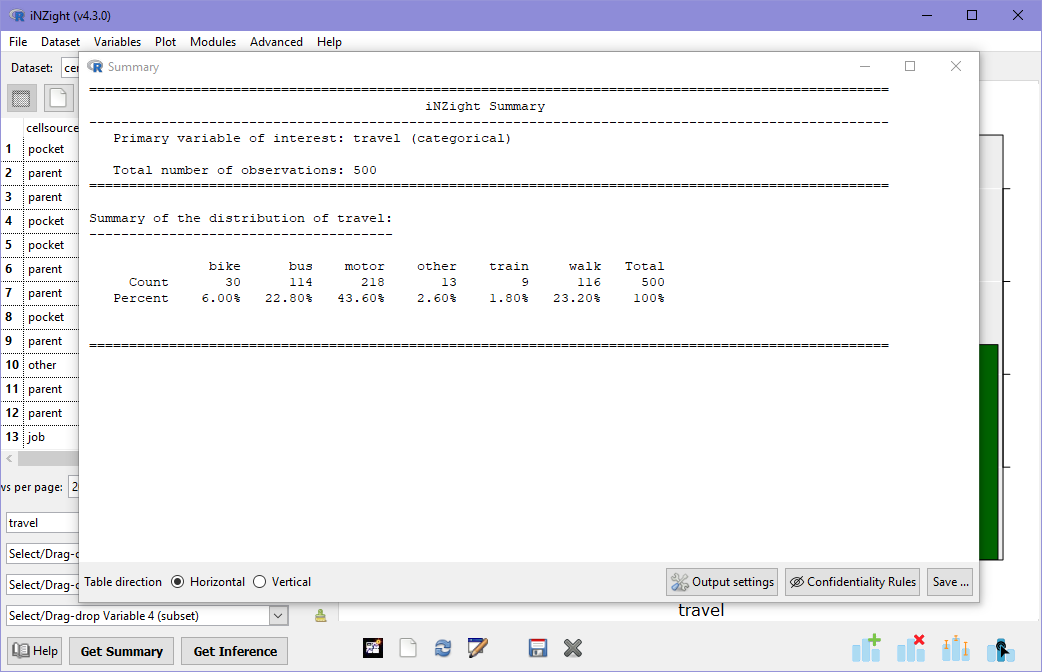 iNZight (v4.3.0)
File Dataset Variables Plot Modules Advanced Help
Dataset:
Summary
iNZight Summary
Primary variable of interest: travel (categorical)
Total number of observations: 500
Summary of the distribution of travel:
bike bus motor other train walk Total
Count 30 114 218 13 9 116 500
Percent 6.00% 22.80% 43.60% 2.60% 1.80% 23.20% 100%
cellsource
1 pocket
2 parent
3 parent
4 pocket
5 pocket
6 parent
7 parent
8 pocket
9 parent
10 other
11 parent
12 parent
13 job
per page:
travel
Select/Drag-
Select/Drag-
Table direction Horizontal Vertical Output settings Confidentiality Rules Save ...
Select/Drag-drop Variable 4 (subset)
travel
Help Get Summary Get Inference